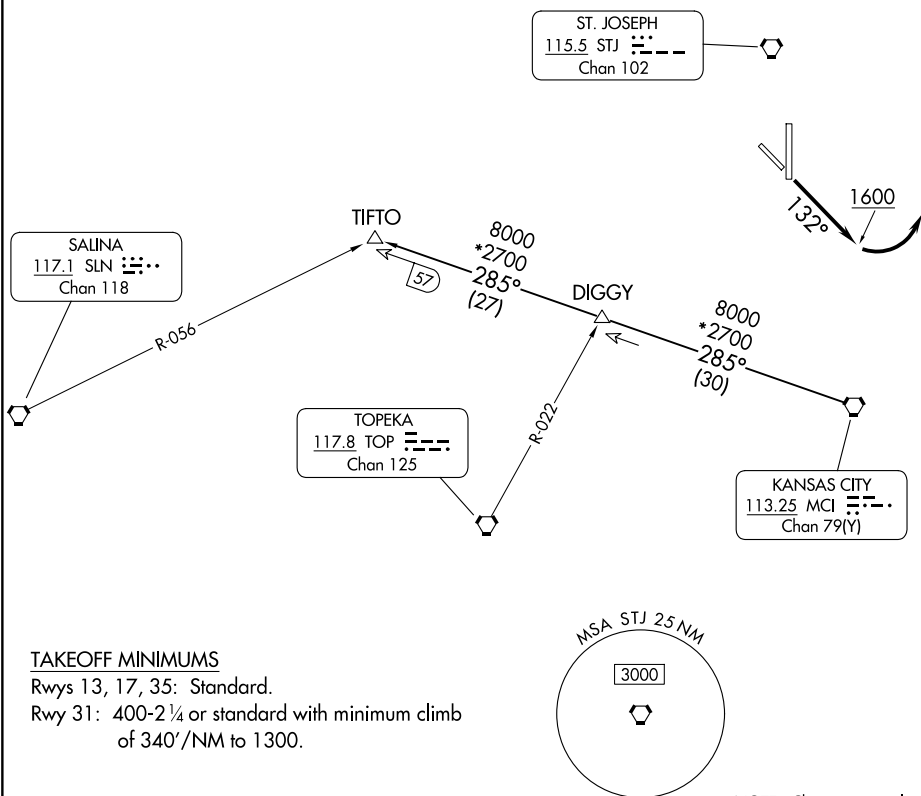 ST. JOSEPH
115.5 STJ
Chan 102
1600
132°
TIFTO
8000
*2700
285°
(27)
57
SALINA
117.1 SLN
Chan 118
R-056
DIGGY
8000
*2700
285°
(30)
R-022
TOPEKA
117.8 TOP
Chan 125
KANSAS CITY
113.25 MCI
Chan 79(Y)
TAKEOFF MINIMUMS
Rwys 13, 17, 35: Standard.
Rwy 31: 400-2¼ or standard with minimum climb
of 340'/NM to 1300.
MSA STJ 25 NM
3000